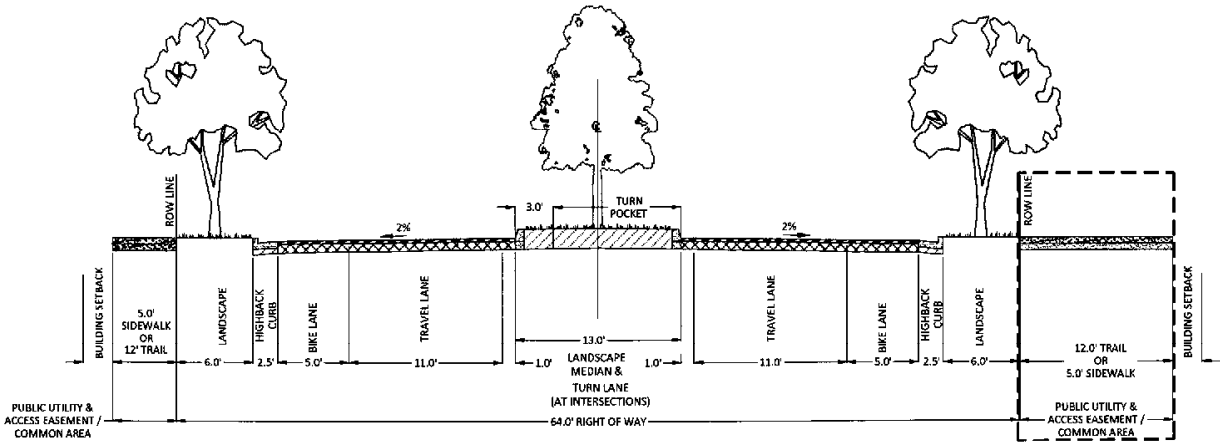 ROW LINE
3.0'
TURN
POCKET
2%
2%
ROW LINE
BUILDING SETBACK
5.0'
SIDEWALK
OR
12' TRAIL
LANDSCAPE
6.0'
HIGHBACK
CURB
2.5'
BIKE LANE
5.0'
TRAVEL LANE
11.0'
13.0'
1.0'
LANDSCAPE
MEDIAN &
TURN LANE
(AT INTERSECTIONS)
1.0'
TRAVEL LANE
11.0'
BIKE LANE
5.0'
HIGHBACK
CURB
2.5'
LANDSCAPE
6.0'
12.0' TRAIL
OR
5.0' SIDEWALK
BUILDING SETBACK
PUBLIC UTILITY &
ACCESS EASEMENT /
COMMON AREA
64.0' RIGHT OF WAY
PUBLIC UTILITY &
ACCESS EASEMENT /
COMMON AREA